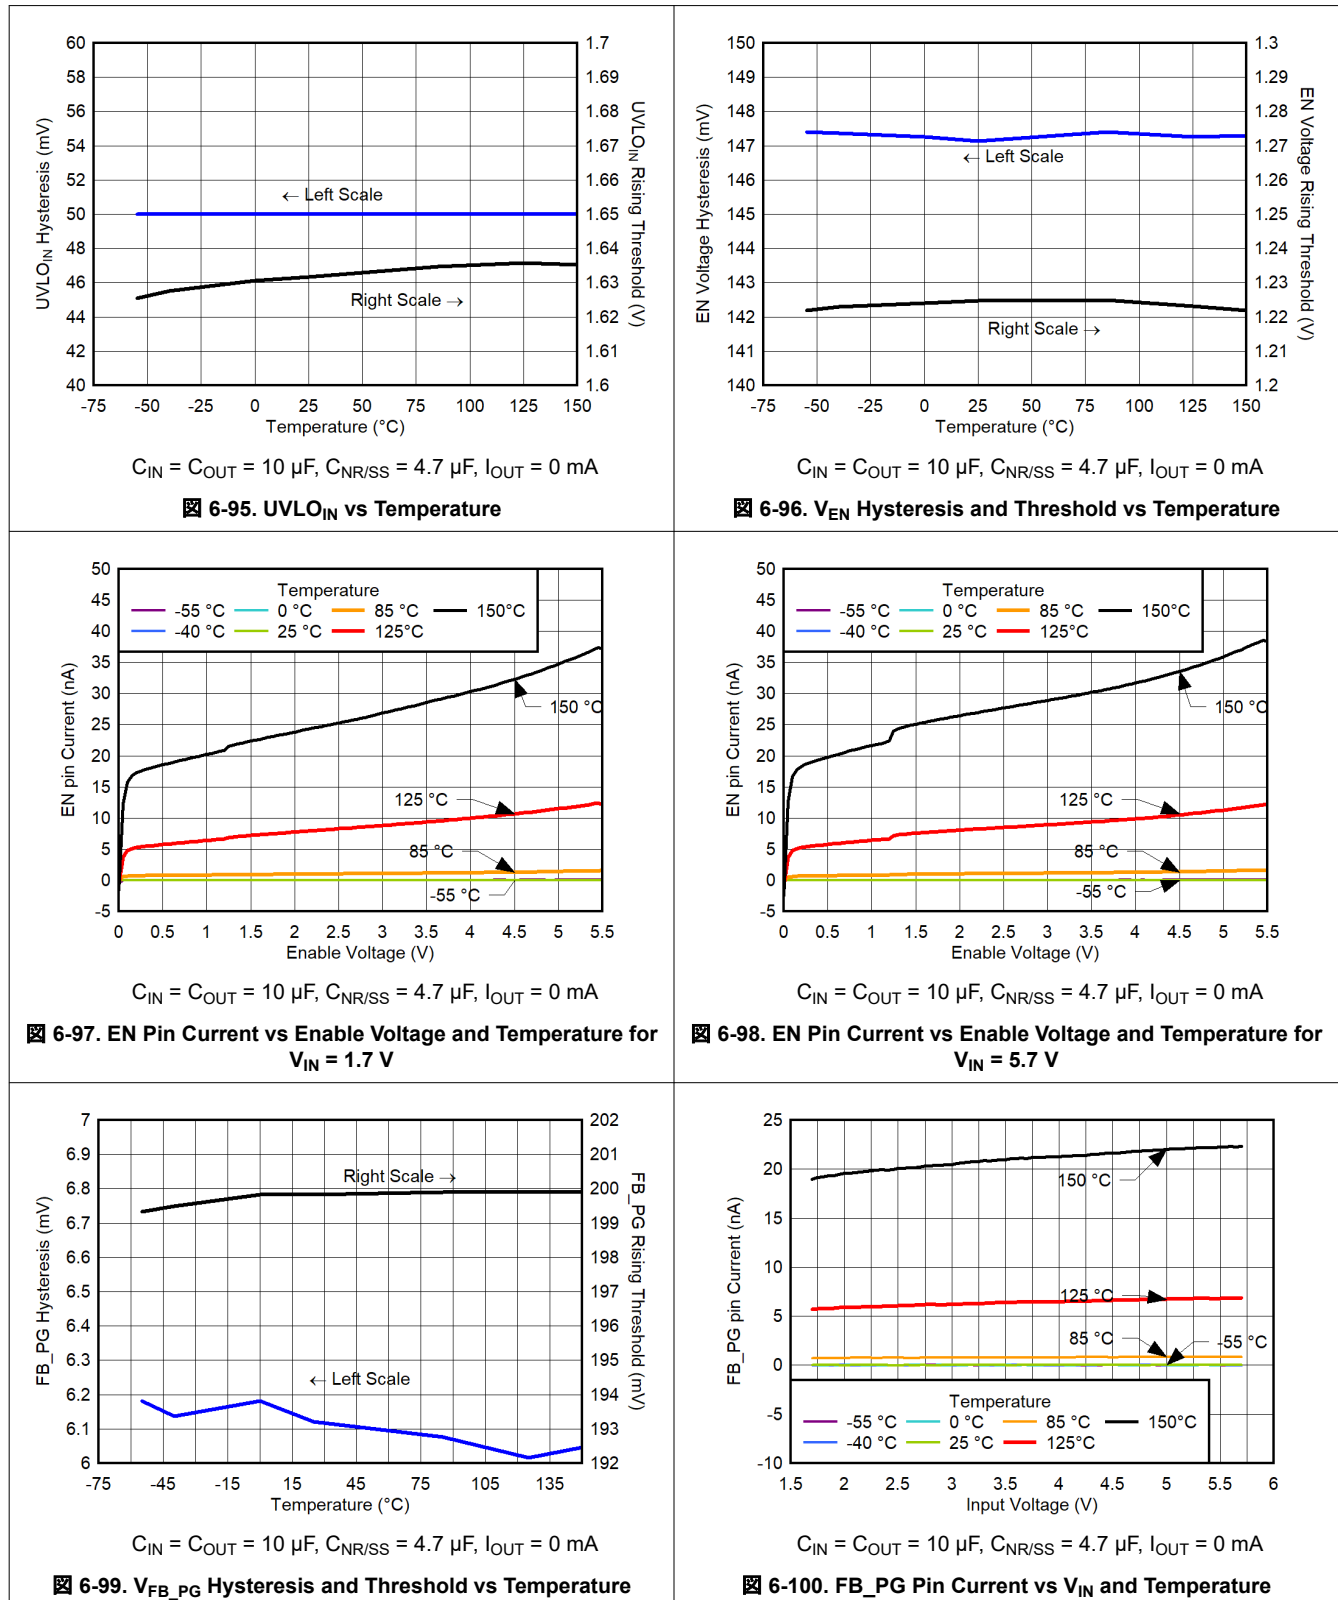 60
58
56
54
52
50
48
46
44
42
40
1.7
1.69
1.68
1.67
1.66
1.65
1.64
1.63
1.62
1.61
1.6
UVLOIN Hysteresis (mV)
UVLOIN Rising Threshold (V)
← Left Scale
Right Scale →
-75 -50 -25 0 25 50 75 100 125 150
Temperature (°C)
CIN = COUT = 10 µF, CNR/SS = 4.7 µF, IOUT = 0 mA
図 6-95. UVLOIN vs Temperature
150
149
148
147
146
145
144
143
142
141
140
1.3
1.29
1.28
1.27
1.26
1.25
1.24
1.23
1.22
1.21
1.2
EN Voltage Hysteresis (mV)
EN Voltage Rising Threshold (V)
← Left Scale
Right Scale →
-75 -50 -25 0 25 50 75 100 125 150
Temperature (°C)
CIN = COUT = 10 µF, CNR/SS = 4.7 µF, IOUT = 0 mA
図 6-96. VEN Hysteresis and Threshold vs Temperature
50
45
40
35
30
25
20
15
10
5
0
-5
EN pin Current (nA)
Temperature
-55 °C 0 °C 85 °C 150°C
-40 °C 25 °C 125°C
150 °C
125 °C
85 °C
-55 °C
0 0.5 1 1.5 2 2.5 3 3.5 4 4.5 5 5.5
Enable Voltage (V)
CIN = COUT = 10 µF, CNR/SS = 4.7 µF, IOUT = 0 mA
図 6-97. EN Pin Current vs Enable Voltage and Temperature for
VIN = 1.7 V
50
45
40
35
30
25
20
15
10
5
0
-5
EN pin Current (nA)
Temperature
-55 °C 0 °C 85 °C 150°C
-40 °C 25 °C 125°C
150 °C
125 °C
85 °C
-55 °C
0 0.5 1 1.5 2 2.5 3 3.5 4 4.5 5 5.5
Enable Voltage (V)
CIN = COUT = 10 µF, CNR/SS = 4.7 µF, IOUT = 0 mA
図 6-98. EN Pin Current vs Enable Voltage and Temperature for
VIN = 5.7 V
7
6.9
6.8
6.7
6.6
6.5
6.4
6.3
6.2
6.1
6
202
201
200
199
198
197
196
195
194
193
192
FB_PG Hysteresis (mV)
FB_PG Rising Threshold (mV)
Right Scale →
← Left Scale
-75 -45 -15 15 45 75 105 135
Temperature (°C)
CIN = COUT = 10 µF, CNR/SS = 4.7 µF, IOUT = 0 mA
図 6-99. VFB_PG Hysteresis and Threshold vs Temperature
25
20
15
10
5
0
-5
-10
FB_PG pin Current (nA)
150 °C
125 °C
85 °C
-55 °C
Temperature
-55 °C 0 °C 85 °C 150°C
-40 °C 25 °C 125°C
1.5 2 2.5 3 3.5 4 4.5 5 5.5 6
Input Voltage (V)
CIN = COUT = 10 µF, CNR/SS = 4.7 µF, IOUT = 0 mA
図 6-100. FB_PG Pin Current vs VIN and Temperature